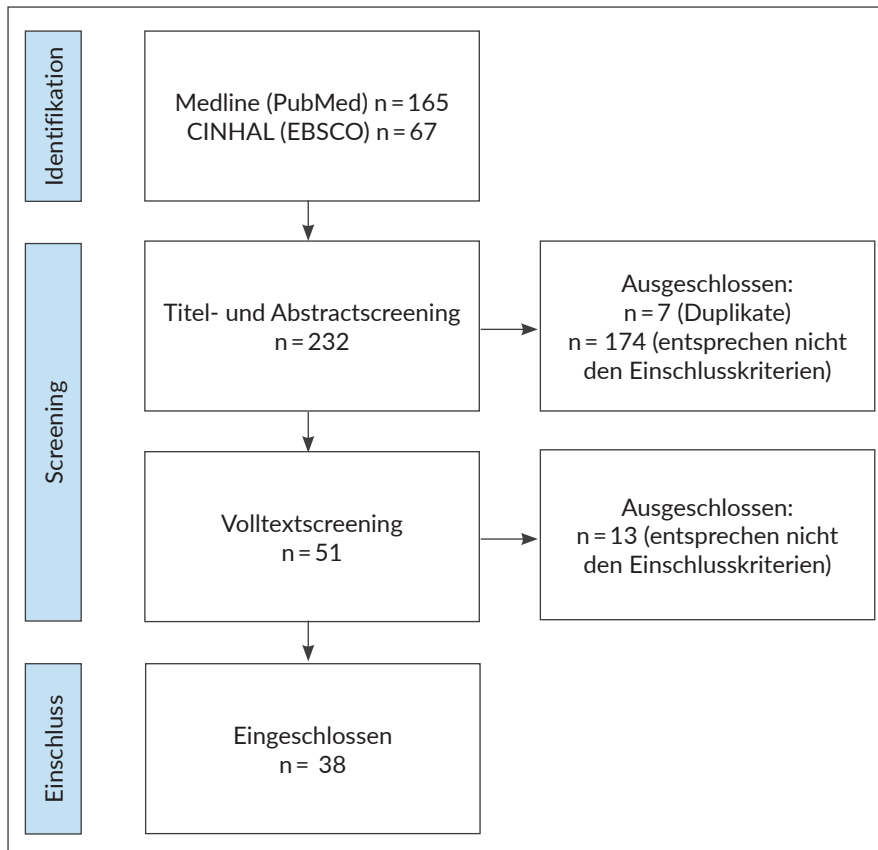 Identifikation
Medline (PubMed) n = 165
CINHAL (EBSCO) n = 67
Screening
Titel- und Abstractscreening
n = 232
Ausgeschlossen:
n = 7 (Duplikate)
n = 174 (entsprechen nicht
den Einschlusskriterien)
Volltextscreening
n = 51
Ausgeschlossen:
n = 13 (entsprechen nicht
den Einschlusskriterien)
Einschluss
Eingeschlossen
n = 38